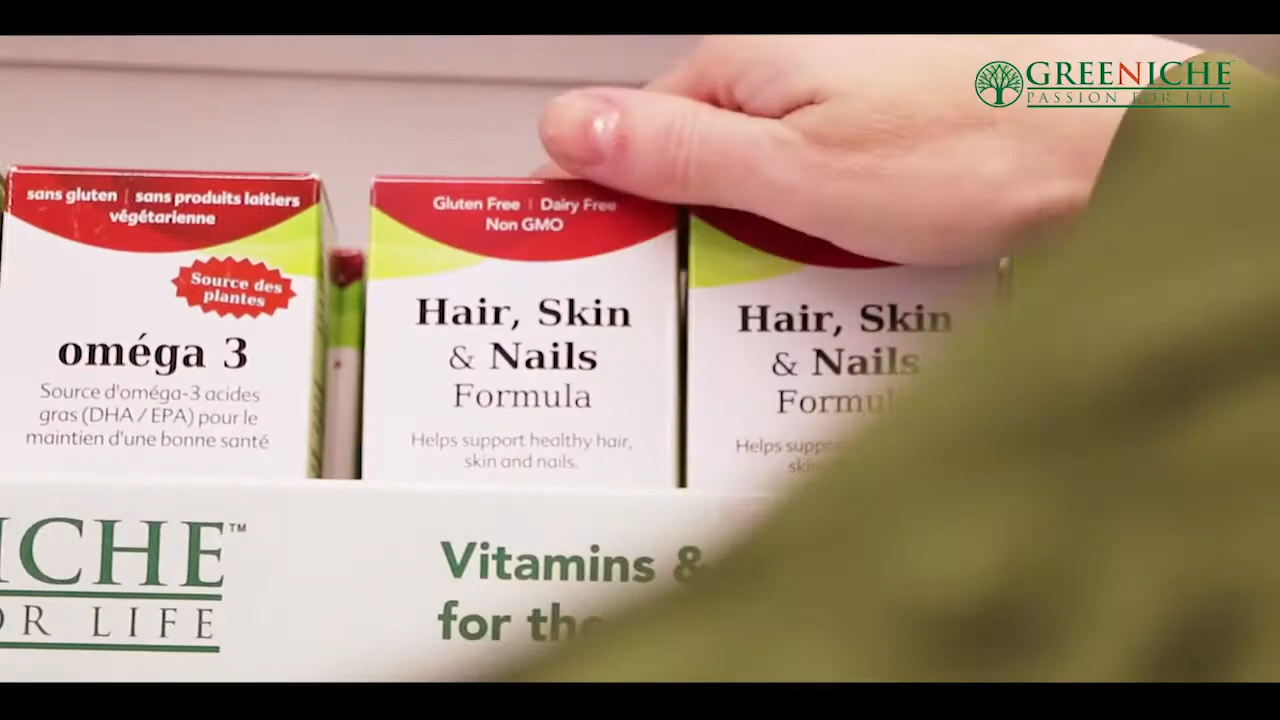 GREENICHE
PASSION FOR LIFE
sans gluten | sans produits laitiers
végétarienne
Source des
plantes
oméga 3
Source d'oméga-3 acides
gras (DHA / EPA) pour le
maintien d'une bonne santé
Gluten Free | Dairy Free
Non GMO
Hair, Skin
& Nails
Formula
Helps support healthy hair,
skin and nails.
Hair, Skin
& Nails
Helps
ICHE™
LIFE
Vitamins &
for the